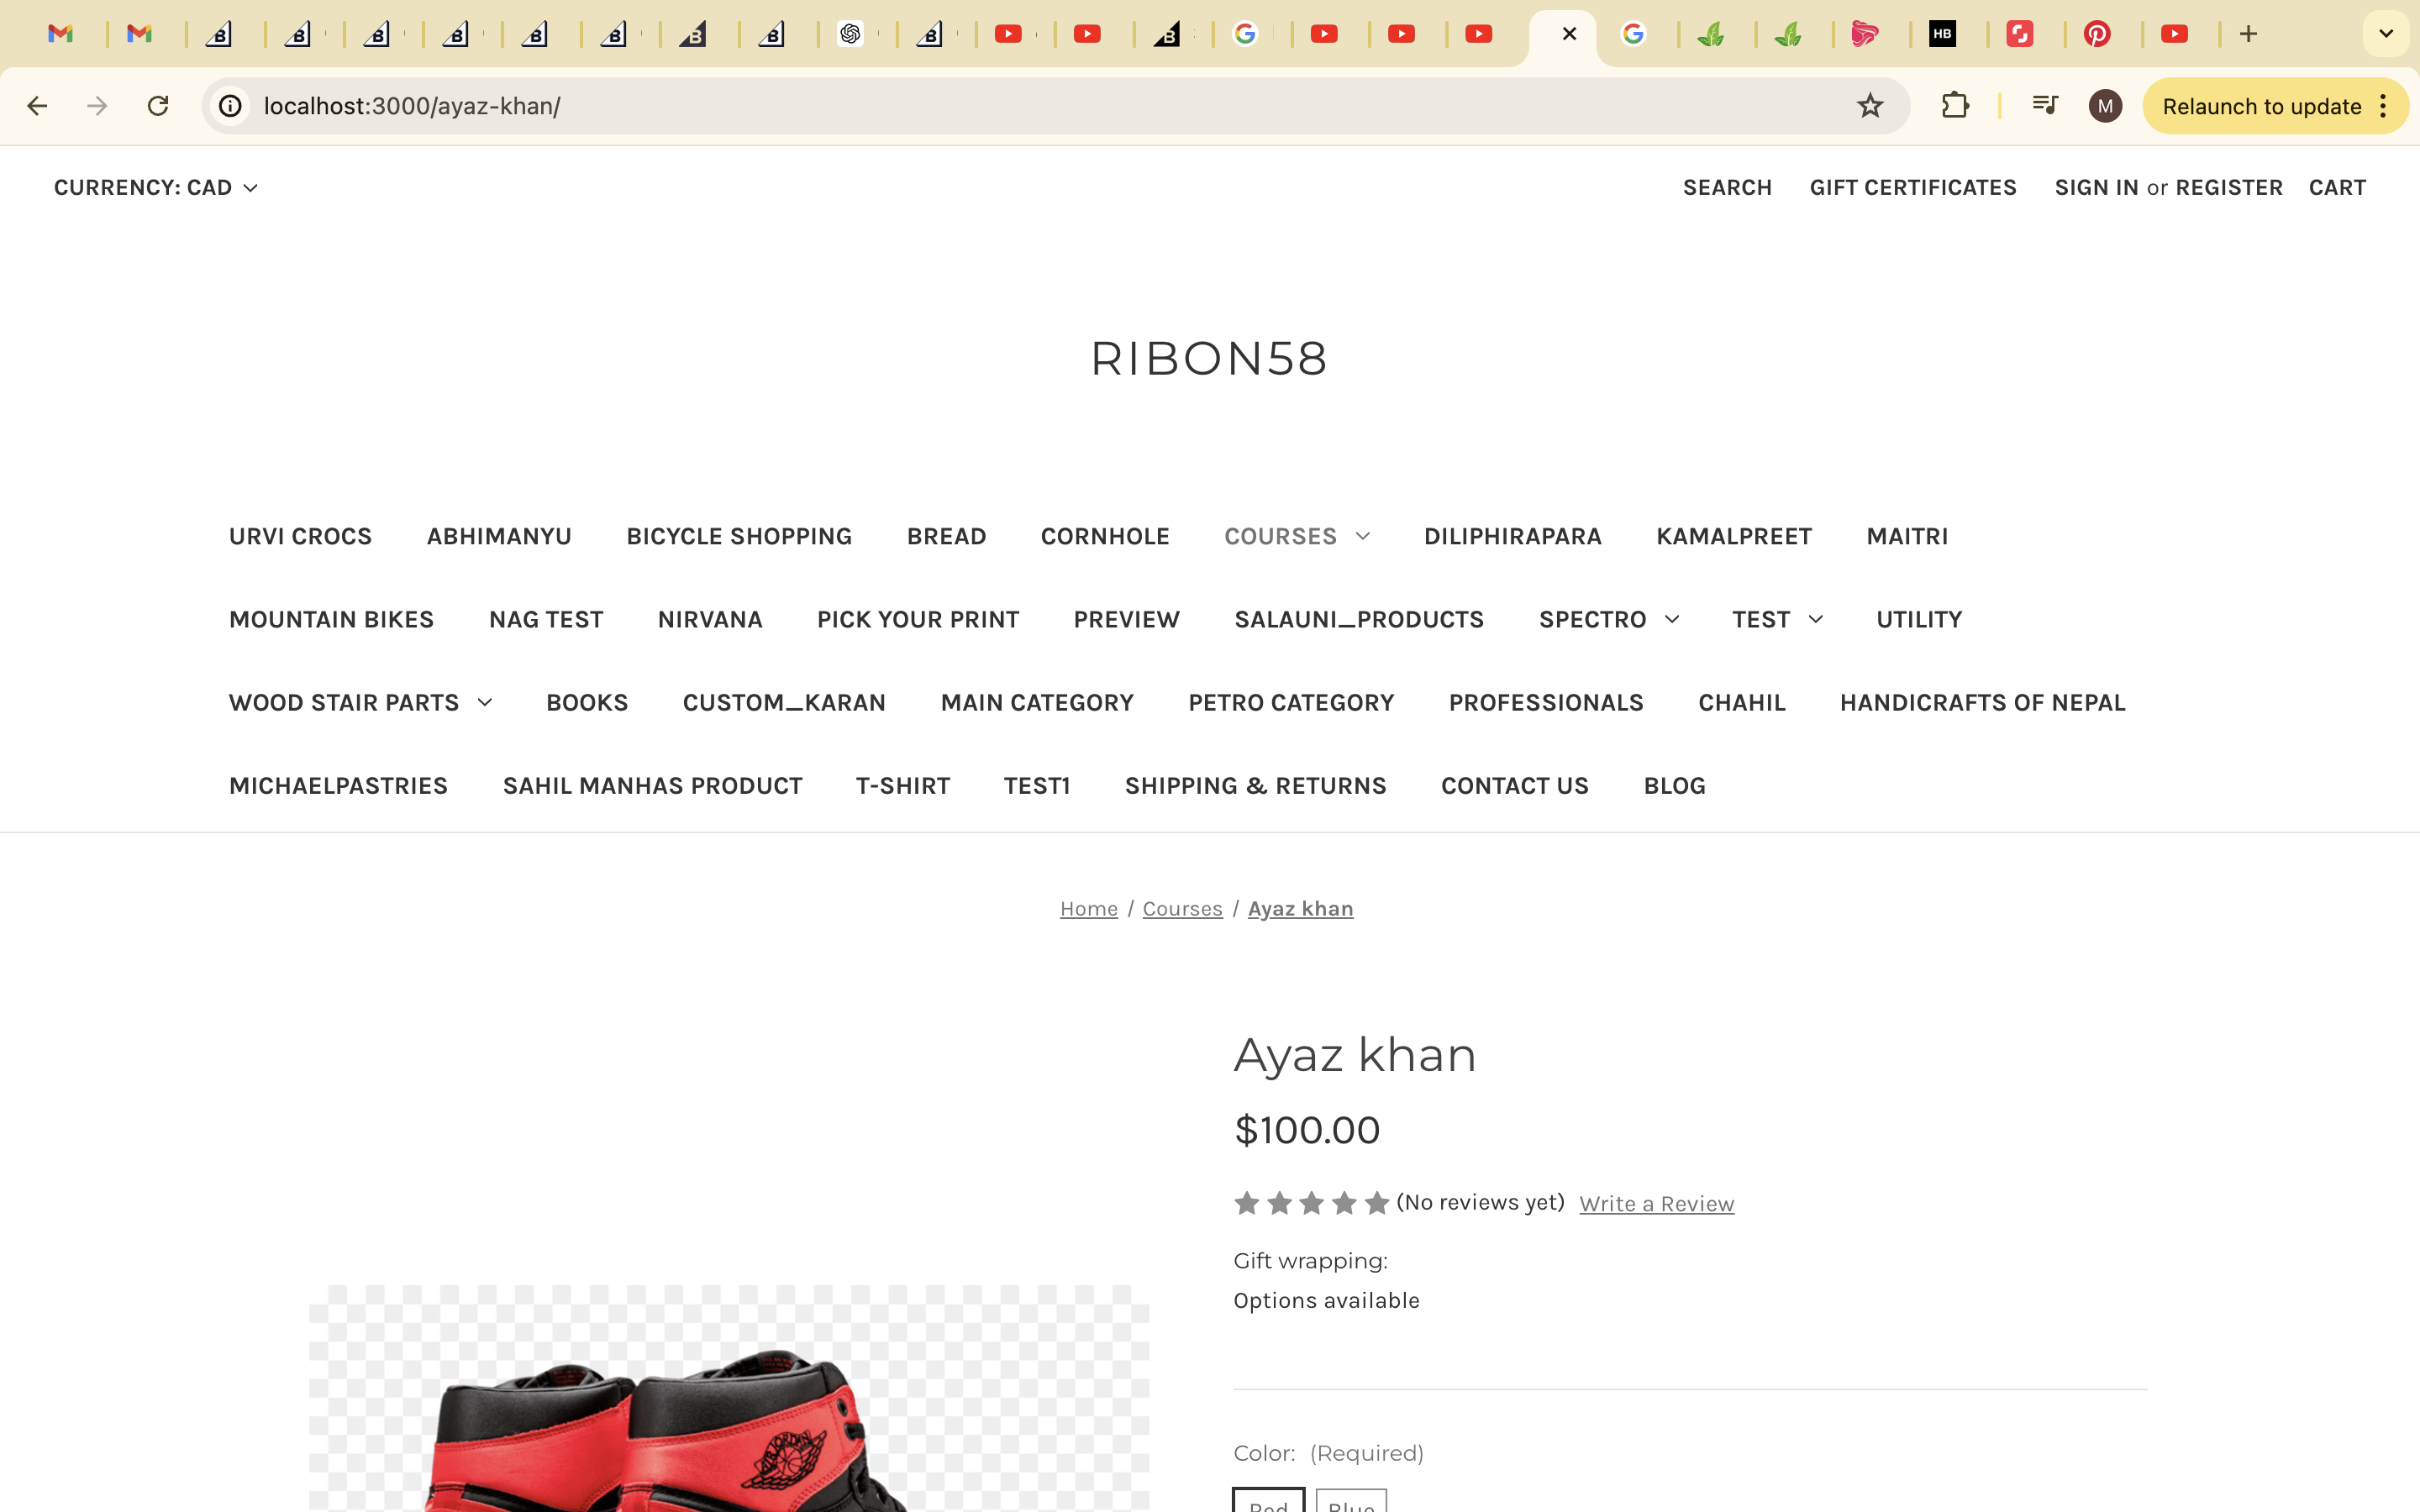 localhost:3000/ayaz-khan/
M
Relaunch to update
HB
CURRENCY: CAD
SEARCH GIFT CERTIFICATES SIGN IN or REGISTER CART
RIBON58
URVI CROCS ABHIMANYU BICYCLE SHOPPING BREAD CORNHOLE COURSES DILIPHIRAPARA KAMALPREET MAITRI
MOUNTAIN BIKES NAG TEST NIRVANA PICK YOUR PRINT PREVIEW SALAUNI_PRODUCTS SPECTRO TEST UTILITY
WOOD STAIR PARTS BOOKS CUSTOM_KARAN MAIN CATEGORY PETRO CATEGORY PROFESSIONALS CHAHIL HANDICRAFTS OF NEPAL
MICHAELPASTRIES SAHIL MANHAS PRODUCT T-SHIRT TEST1 SHIPPING & RETURNS CONTACT US BLOG
Home / Courses / Ayaz khan
Ayaz khan
$100.00
(No reviews yet) Write a Review
Gift wrapping:
Options available
AIR JORDAN
Color: (Required)
Red Blue